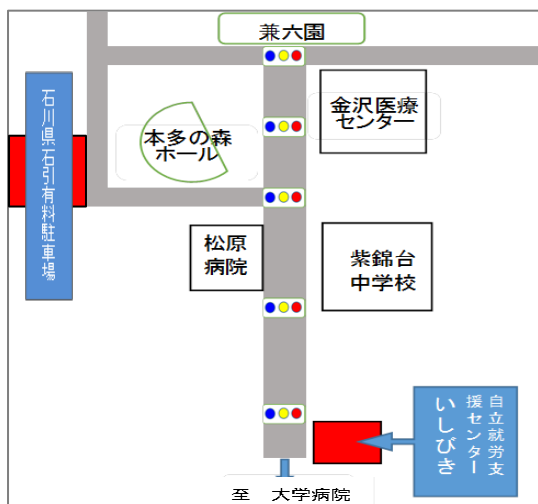 兼六園
金沢医療
センター
本多の森
ホール
石川県石引有料駐車場
松原
病院
紫錦台
中学校
自立就労支
援センター
いしびき
至　大学病院